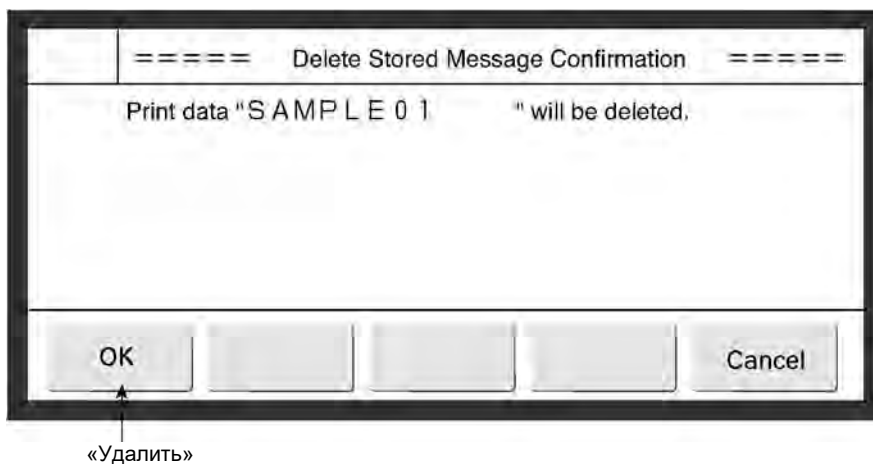 ===== Delete Stored Message Confirmation =====
Print data "SAMPLE01 " will be deleted.
OK Cancel
«Удалить»